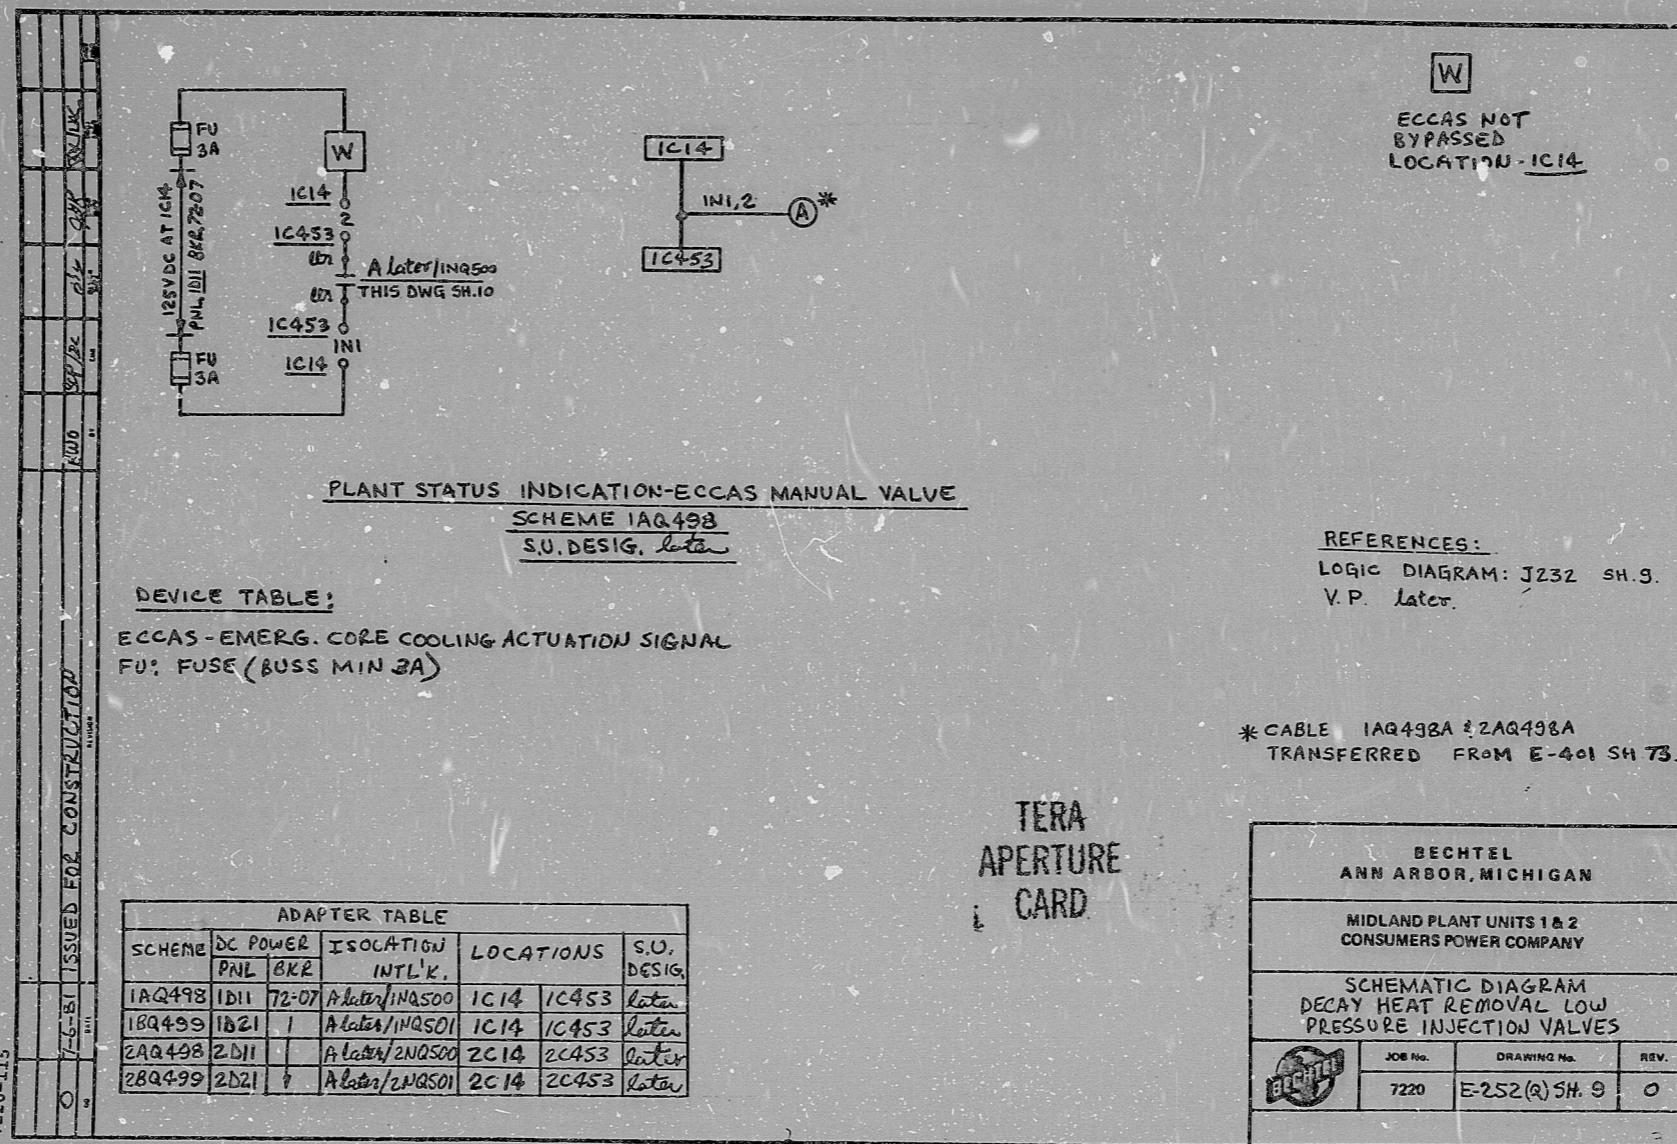 FU
3A
W
125V DC AT 1C14
PNL 1D11 BKR 72-07
1C14
2
1C453
ltr
A later/1NQ500
THIS DWG SH.10
ltr
1C453
1N1
1C14
FU
3A
1C14
1N1,2
A *
1C453
W
ECCAS NOT
BYPASSED
LOCATION - 1C14
PLANT STATUS INDICATION-ECCAS MANUAL VALVE
SCHEME 1AQ498
S.U. DESIG. later
DEVICE TABLE:
ECCAS - EMERG. CORE COOLING ACTUATION SIGNAL
FU: FUSE (BUSS MIN 3A)
REFERENCES:
LOGIC DIAGRAM: J232 SH.9.
V.P. later.
* CABLE 1AQ498A & 2AQ498A
TRANSFERRED FROM E-401 SH 73.
TERA
APERTURE
CARD
ADAPTER TABLE
SCHEME DC POWER ISOCATION INTL'K. LOCATIONS S.U. DESIG.
PNL BKR
1AQ498 1D11 72-07 A later/1NQ500 1C14 1C453 later
1BQ499 1D21 A later/1NQ501 1C14 1C453 later
2AQ498 2D11 A later/2NQ500 2C14 2C453 later
2BQ499 2D21 A later/2NQ501 2C14 2C453 later
BECHTEL
ANN ARBOR, MICHIGAN
MIDLAND PLANT UNITS 1 & 2
CONSUMERS POWER COMPANY
SCHEMATIC DIAGRAM
DECAY HEAT REMOVAL LOW
PRESSURE INJECTION VALVES
BECHTEL
JOB No. DRAWING No. REV.
7220 E-252(Q) SH. 9 0
0 1-6-81 ISSUED FOR CONSTRUCTION RWO
DATE REVISION BY